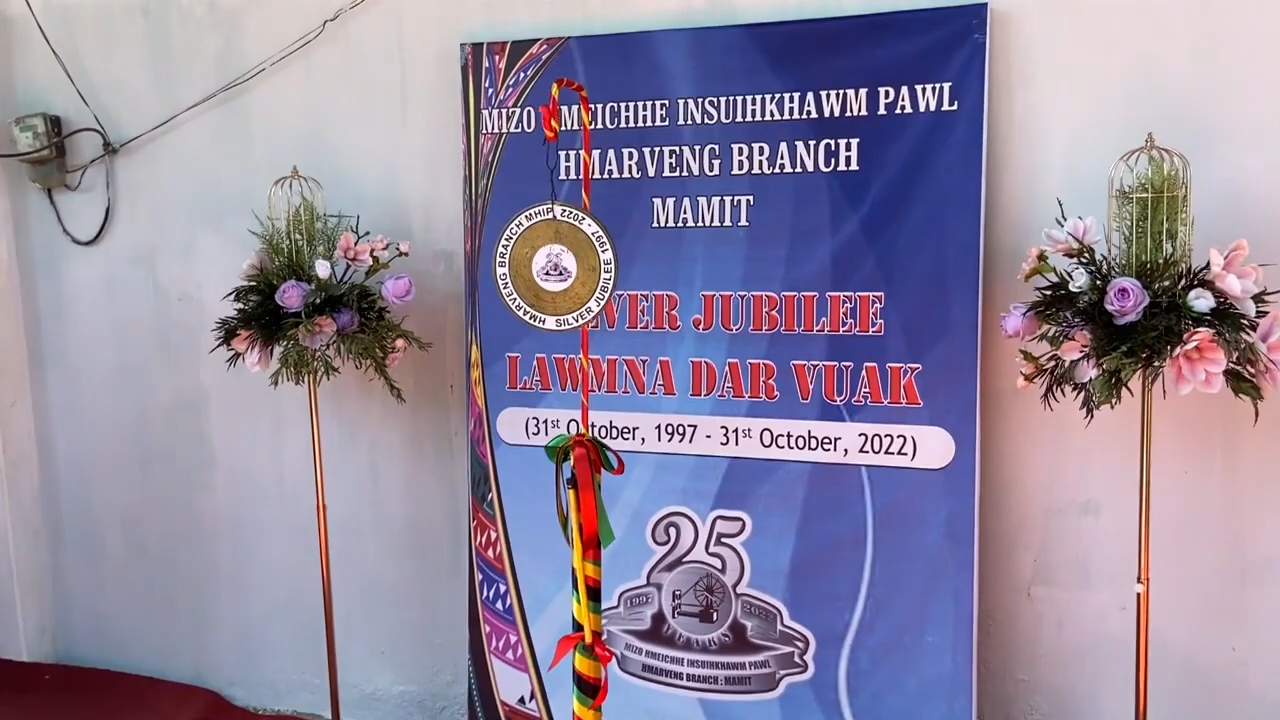 MIZO HMEICHHE INSUIHKHAWM PAWL
HMARVENG BRANCH
MAMIT
HMARVENG BRANCH MHIP 1997 - 2022
SILVER JUBILEE
25
SILVER JUBILEE
LAWMNA DAR VUAK
(31st October, 1997 - 31st October, 2022)
25
1997 2022
YEARS
MIZO HMEICHHE INSUIHKHAWM PAWL
HMARVENG BRANCH : MAMIT